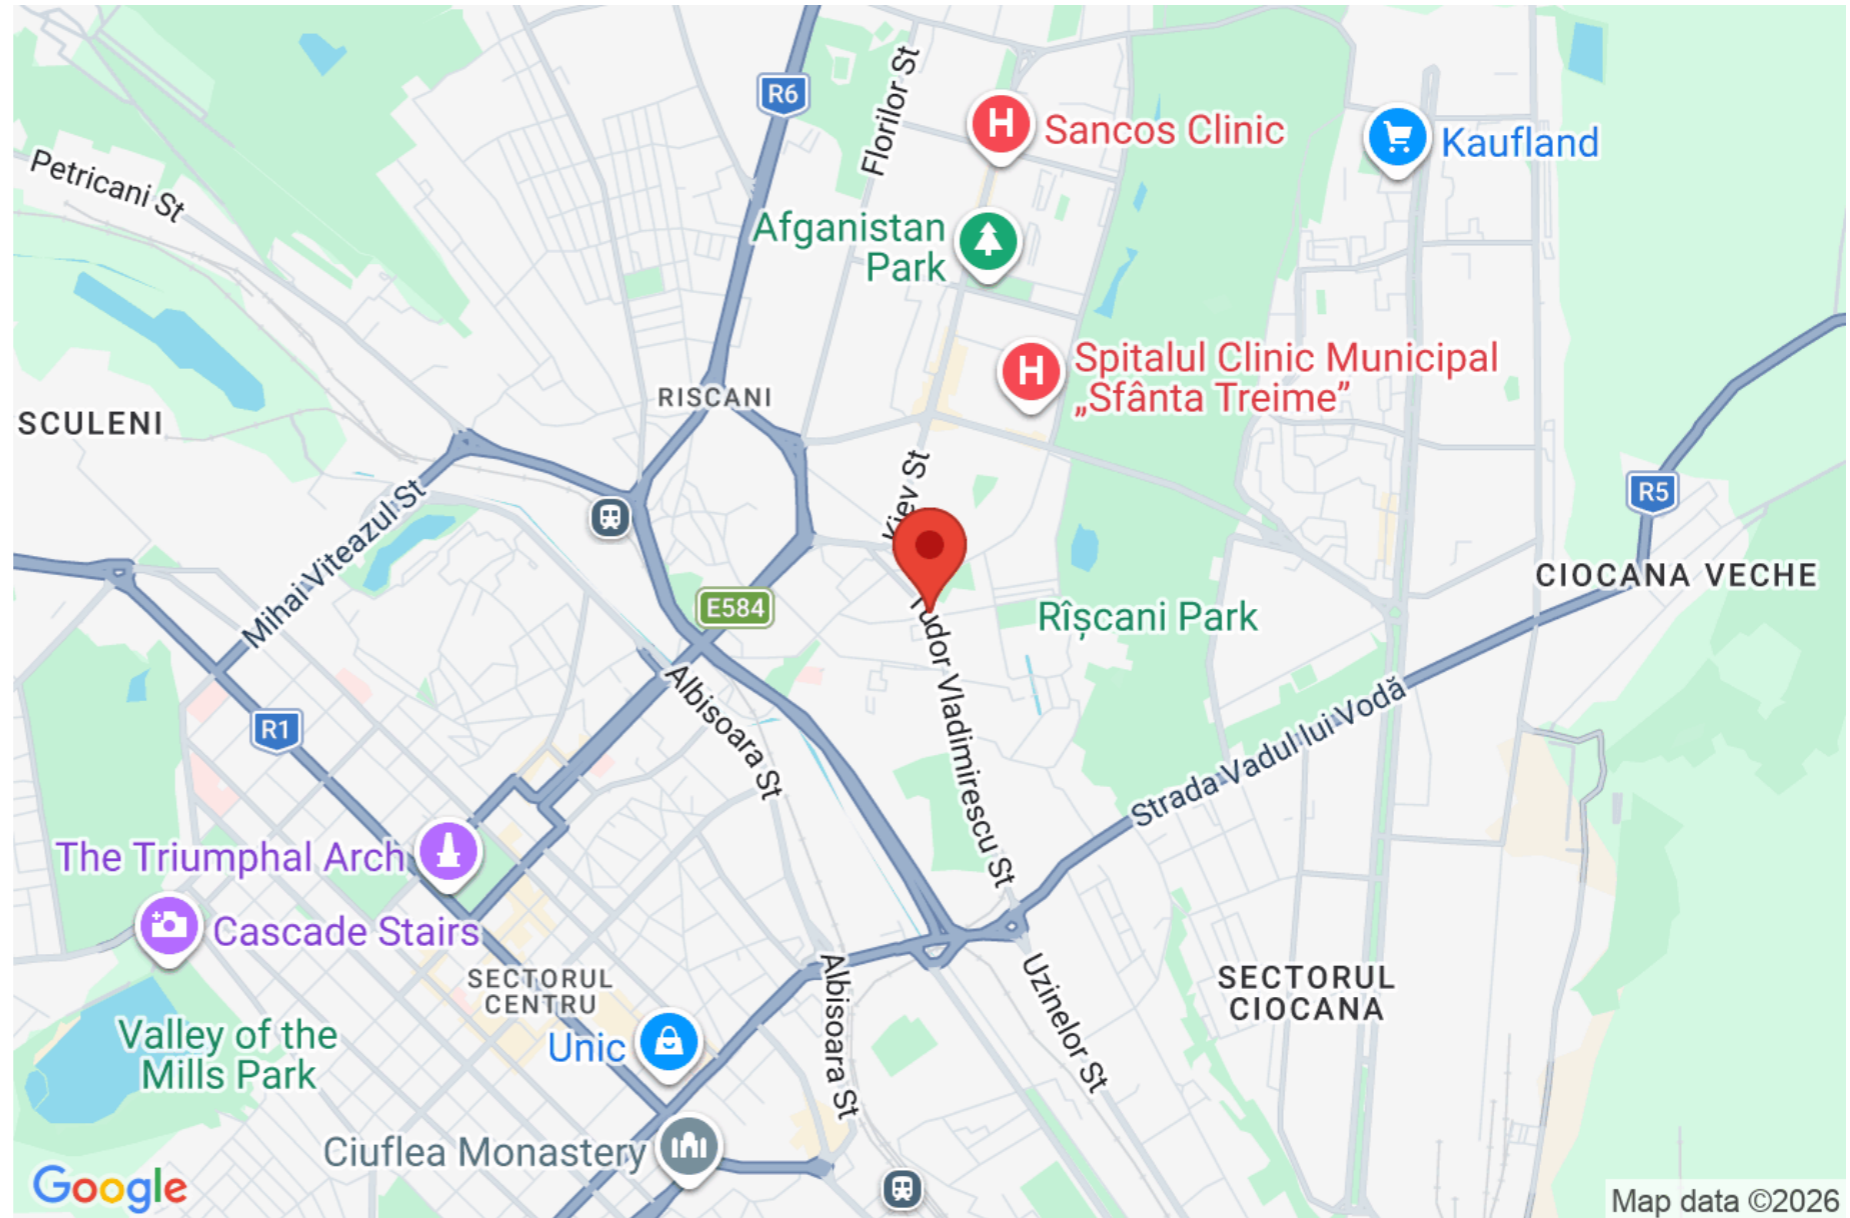 R6
Florilor St
Sancos Clinic
Kaufland
Petricani St
Afganistan
Park
Spitalul Clinic Municipal
„Sfânta Treime”
RISCANI
SCULENI
Kiev St
R5
Mihai Viteazul St
CIOCANA VECHE
E584
Rîșcani Park
Tudor Vladimirescu St
Albisoara St
R1
Strada Vadul lui Vodă
The Triumphal Arch
Cascade Stairs
SECTORUL
CENTRU
Albisoara St
Uzinelor St
SECTORUL
CIOCANA
Valley of the
Mills Park
Unic
Ciuflea Monastery
Google
Map data ©2026